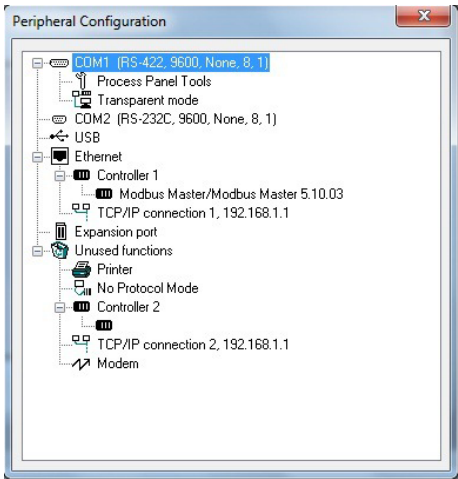 Peripheral Configuration
COM1 (RS-422, 9600, None, 8, 1)
Process Panel Tools
Transparent mode
COM2 (RS-232C, 9600, None, 8, 1)
USB
Ethernet
Controller 1
Modbus Master/Modbus Master 5.10.03
TCP/IP connection 1, 192.168.1.1
Expansion port
Unused functions
Printer
No Protocol Mode
Controller 2
TCP/IP connection 2, 192.168.1.1
Modem